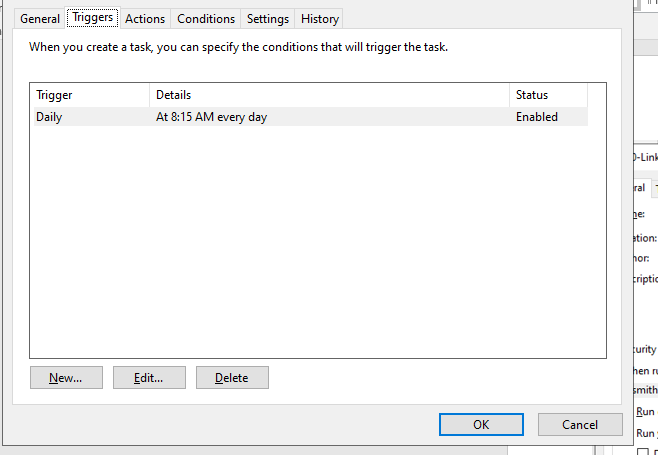 General Triggers Actions Conditions Settings History
When you create a task, you can specify the conditions that will trigger the task.
Trigger Details Status
Daily At 8:15 AM every day Enabled
New... Edit... Delete
OK Cancel
0-Link
ral
ne:
ation:
hor:
criptio
curity
hen ru
smith
Run
Run